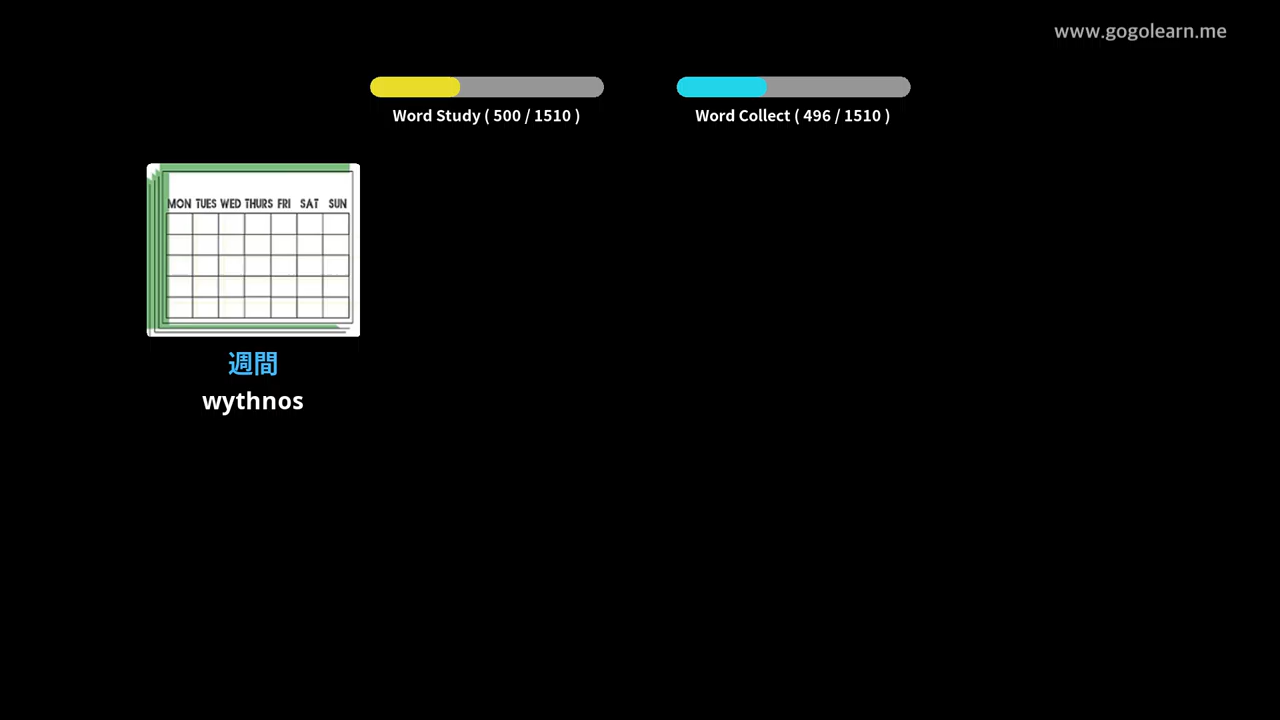 www.gogolearn.me
Word Study ( 500 / 1510 )
Word Collect ( 496 / 1510 )
MON TUES WED THURS FRI SAT SUN
週間
wythnos